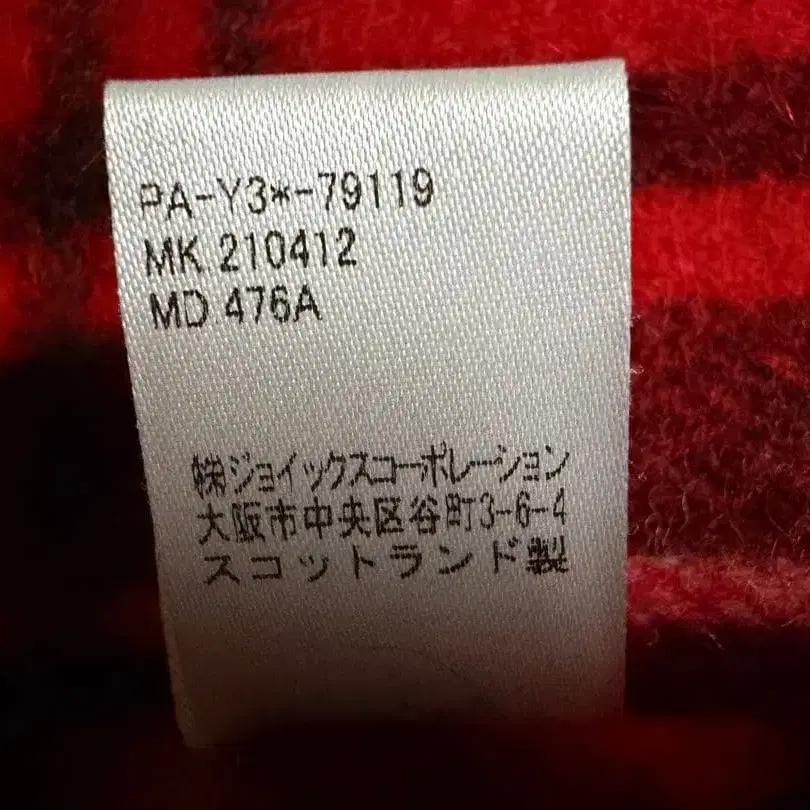 PA-Y3*-79119
MK 210412
MD 476A
㈱ジョイックスコーポレーション
大阪市中央区谷町3-6-4
スコットランド製